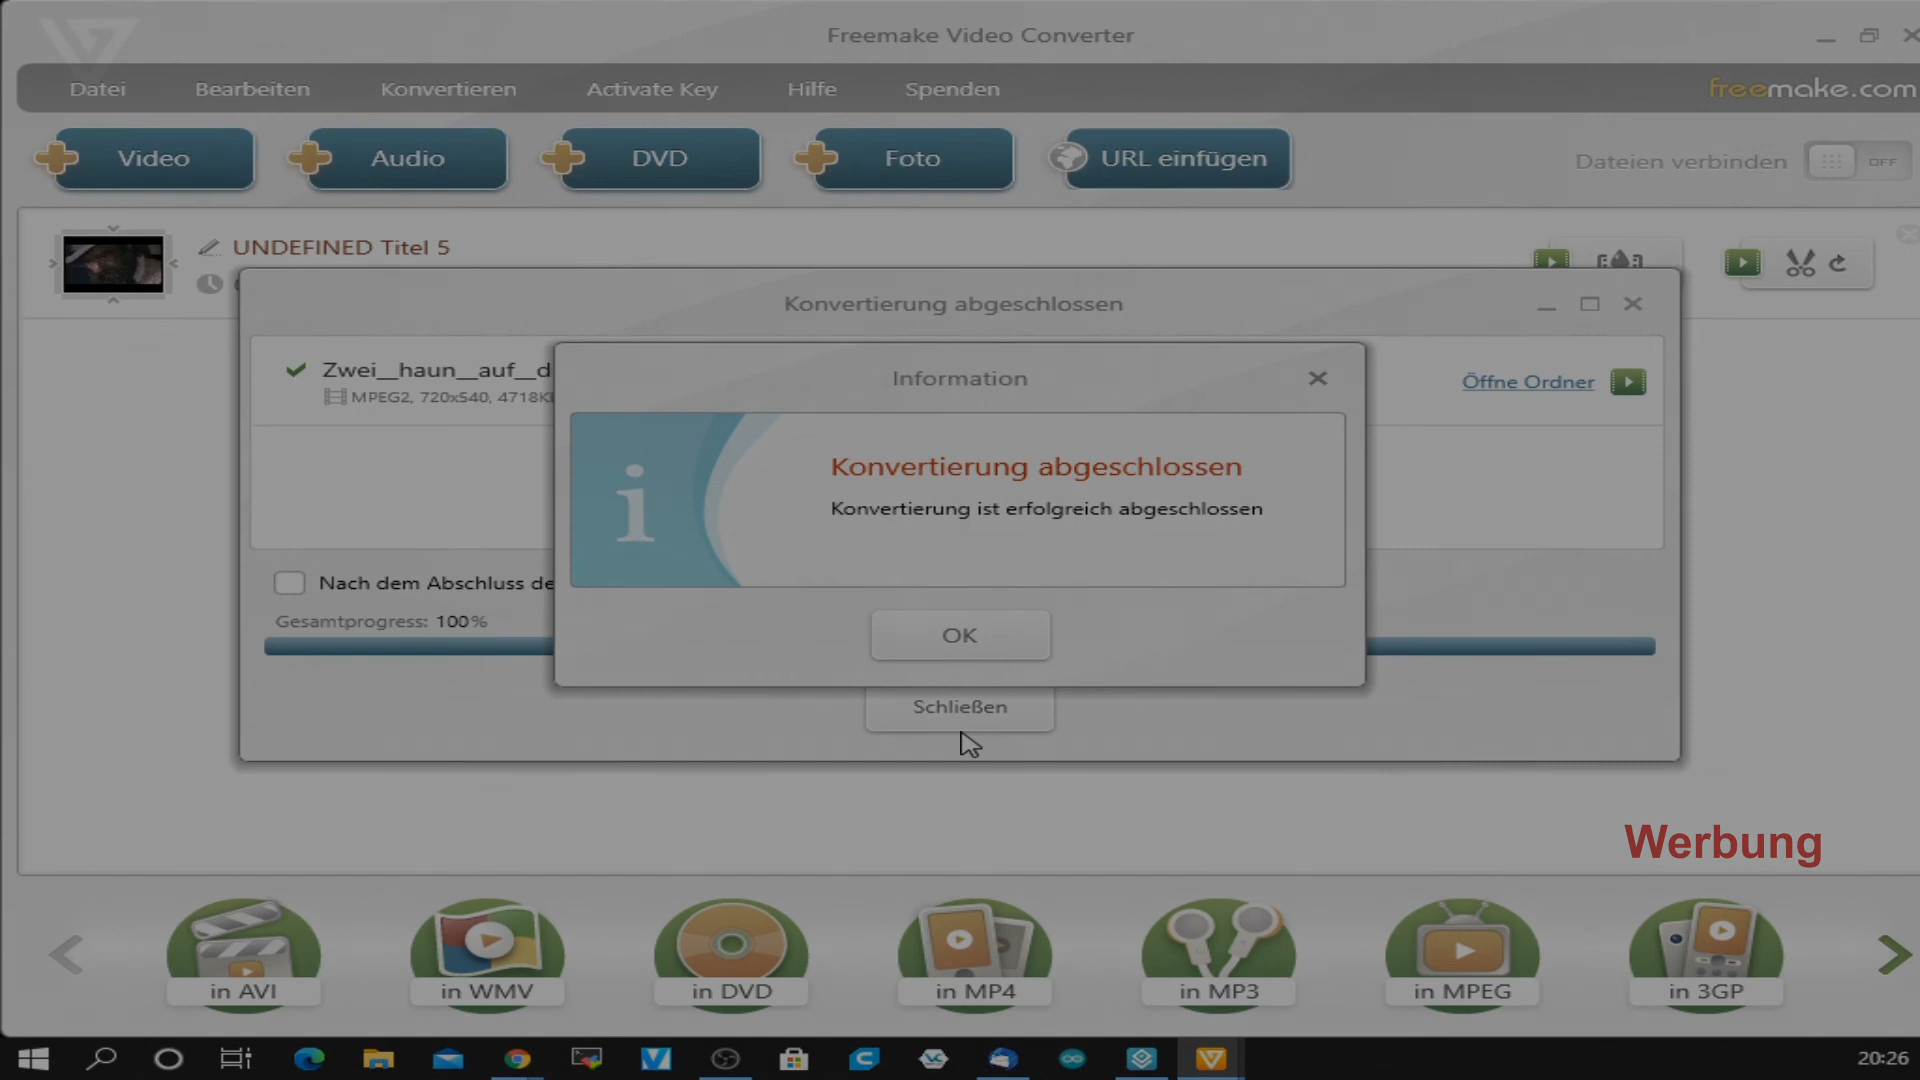 Freemake Video Converter
Datei Bearbeiten Konvertieren Activate Key Hilfe Spenden freemake.com
Video Audio DVD Foto URL einfügen Dateien verbinden OFF
UNDEFINED Titel 5
Konvertierung abgeschlossen
Zwei__haun__auf__d
Information
Öffne Ordner
MPEG2, 720x540,
Konvertierung abgeschlossen
Konvertierung ist erfolgreich abgeschlossen
Nach dem Abschluss de
Gesamtprogress: 100%
OK
Schließen
Werbung
in AVI in WMV in DVD in MP4 in MP3 in MPEG in 3GP
20:26